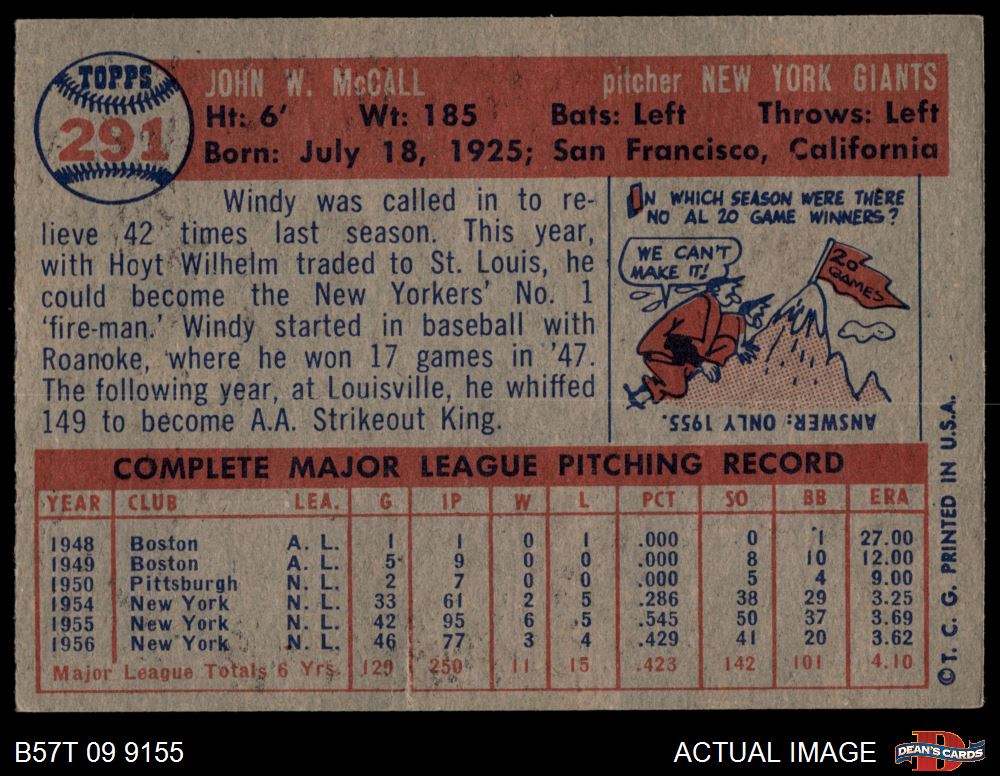 TOPPS
291
JOHN W. McCALL pitcher NEW YORK GIANTS
Ht: 6' Wt: 185 Bats: Left Throws: Left
Born: July 18, 1925; San Francisco, California
Windy was called in to re-
lieve 42 times last season. This year,
with Hoyt Wilhelm traded to St. Louis, he
could become the New Yorkers' No. 1
'fire-man.' Windy started in baseball with
Roanoke, where he won 17 games in '47.
The following year, at Louisville, he whiffed
149 to become A.A. Strikeout King.
IN WHICH SEASON WERE THERE
NO AL 20 GAME WINNERS?
WE CAN'T
MAKE IT!
20
GAMES
ANSWER: ONLY 1955.
COMPLETE MAJOR LEAGUE PITCHING RECORD
YEAR CLUB LEA. G IP W L PCT SO BB ERA
1948 Boston A. L. 1 1 0 1 .000 0 1 27.00
1949 Boston A. L. 5 9 0 0 .000 8 10 12.00
1950 Pittsburgh N. L. 2 7 0 0 .000 5 4 9.00
1954 New York N. L. 33 61 2 5 .286 38 29 3.25
1955 New York N. L. 42 95 6 5 .545 50 37 3.69
1956 New York N. L. 46 77 3 4 .429 41 20 3.62
Major League Totals 6 Yrs. 129 250 11 15 .423 142 101 4.10
©T. C. G. PRINTED IN U.S.A.
B57T 09 9155 ACTUAL IMAGE
DEAN'S CARDS